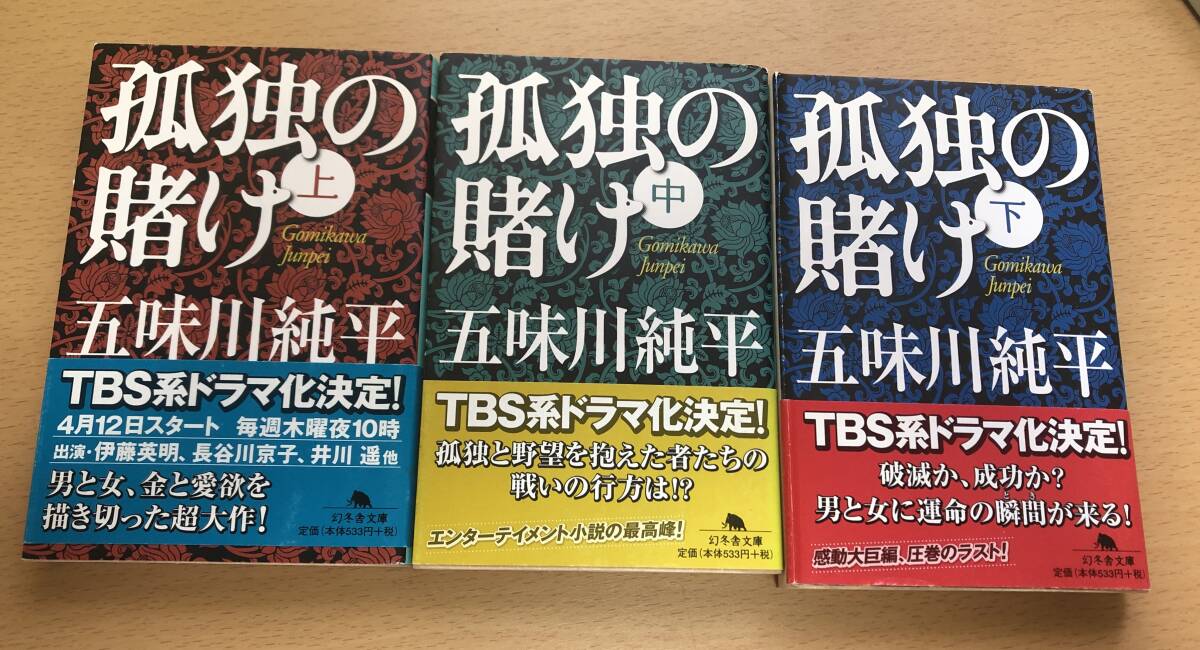 孤独の
賭け
上
Gomikawa
Junpei
五味川純平
TBS系ドラマ化決定!
4月12日スタート 毎週木曜夜10時
出演・伊藤英明、長谷川京子、井川 遥 他
男と女、金と愛欲を
描き切った超大作!
幻冬舎文庫
定価(本体533円+税)
孤独の
賭け
中
Gomikawa
Junpei
五味川純平
TBS系ドラマ化決定!
孤独と野望を抱えた者たちの
戦いの行方は!?
エンターテイメント小説の最高峰!
幻冬舎文庫
定価(本体533円+税)
孤独の
賭け
下
Gomikawa
Junpei
五味川純平
TBS系ドラマ化決定!
破滅か、成功か?
男と女に運命の瞬間が来る!
とき
感動大巨編、圧巻のラスト!
幻冬舎文庫
定価(本体533円+税)